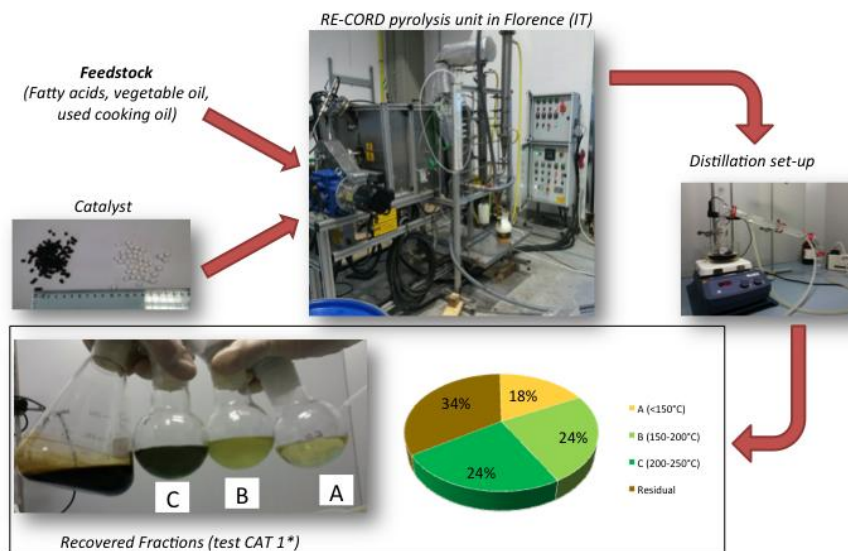 RE-CORD pyrolysis unit in Florence (IT)
Feedstock
(Fatty acids, vegetable oil,
used cooking oil)
Catalyst
Distillation set-up
34%
18%
24%
24%
A (<150°C)
B (150-200°C)
C (200-250°C)
Residual
C
B
A
Recovered Fractions (test CAT 1*)